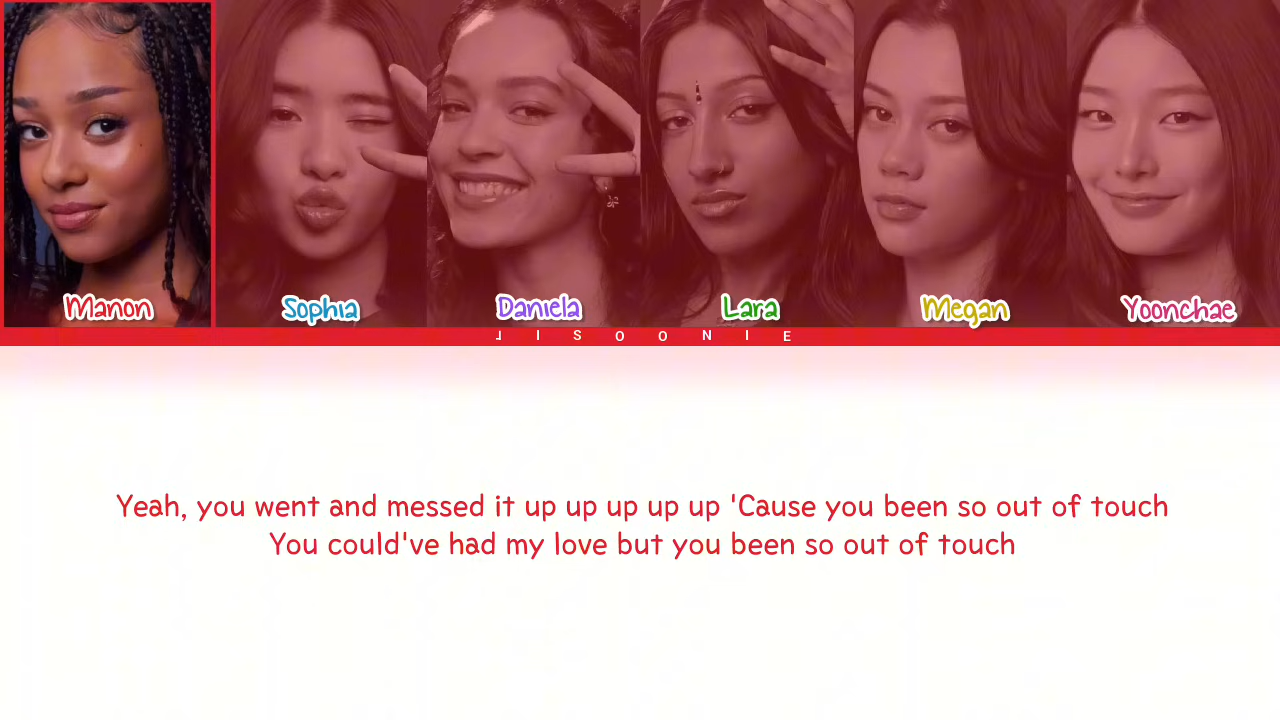 Manon Sophia Daniela Lara Megan Yoonchae
JISOONIE
Yeah, you went and messed it up up up up up 'Cause you been so out of touch
You could've had my love but you been so out of touch